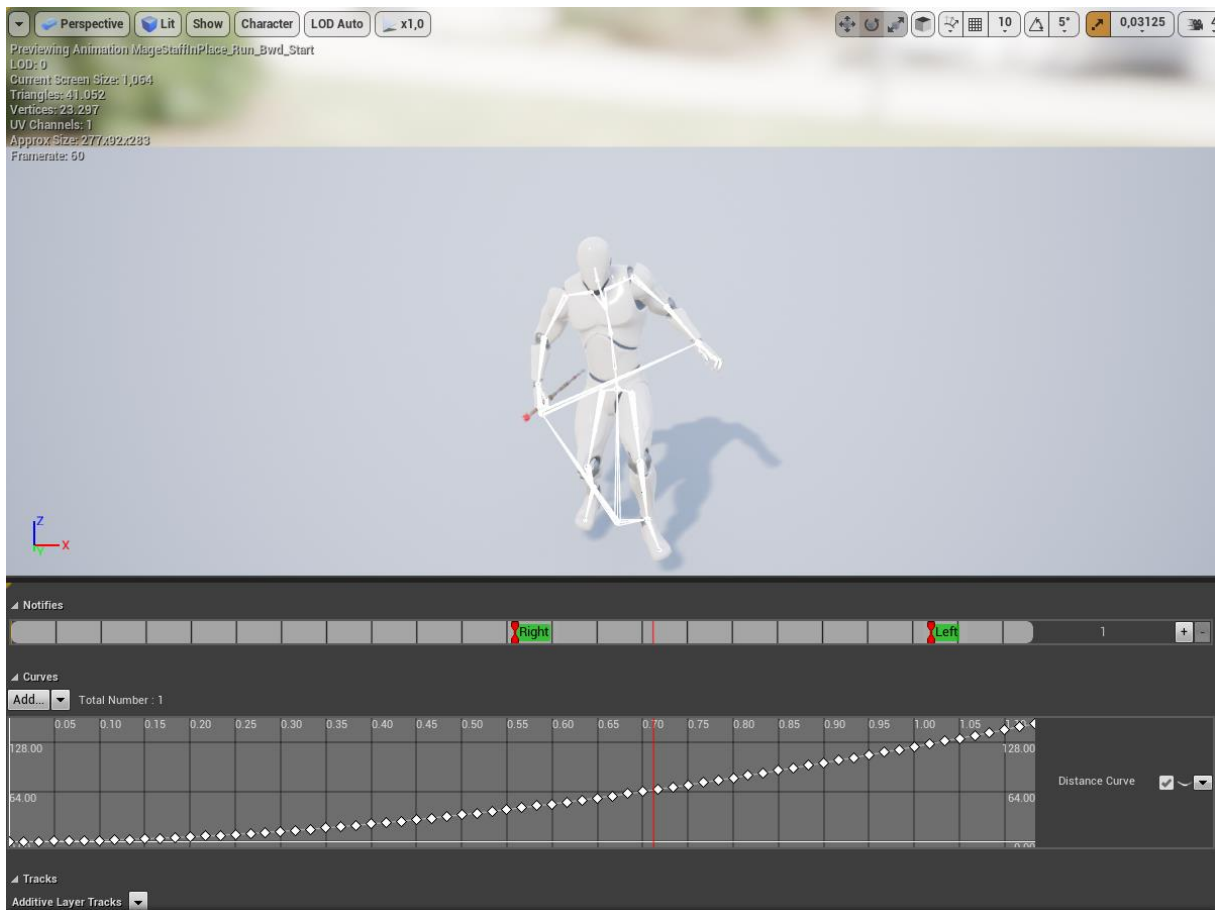 Perspective Lit Show Character LOD Auto x1,0 10 5° 0,03125
Previewing Animation MageStaffInPlace_Run_Bwd_Start
LOD: 0
Current Screen Size: 1,064
Triangles: 41.052
Vertices: 23.297
UV Channels: 1
Approx Size: 277x92x283
Framerate: 60
Z
X
Y
Notifies
Right Left 1 + -
Curves
Add... Total Number : 1
0.05 0.10 0.15 0.20 0.25 0.30 0.35 0.40 0.45 0.50 0.55 0.60 0.65 0.70 0.75 0.80 0.85 0.90 0.95 1.00 1.05
128.00 128.00
Distance Curve
64.00 64.00
Tracks
Additive Layer Tracks